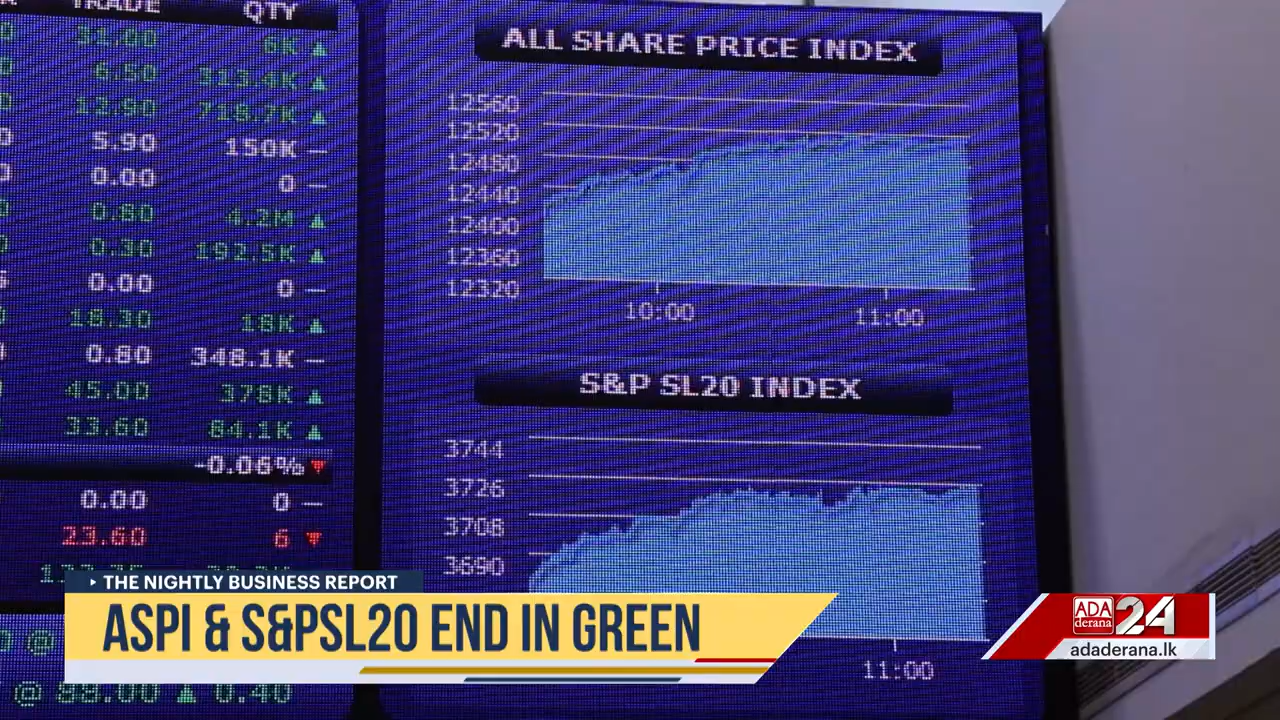 TRADE QTY
31.00 6K ▲
6.50 313.4K ▲
12.90 718.7K ▲
5.90 150K –
0.00 0 –
0.80 4.2M ▲
0.30 192.5K ▲
0.00 0 –
18.30 18K ▲
0.80 348.1K –
45.00 378K ▲
33.60 84.1K ▲
-0.06% ▼
0.00 0 –
23.60 6 ▼
@ 88.00 ▲ 0.40
ALL SHARE PRICE INDEX
12560
12520
12480
12440
12400
12360
12320
10:00 11:00
S&P SL20 INDEX
3744
3726
3708
3690
11:00
THE NIGHTLY BUSINESS REPORT
ASPI & S&PSL20 END IN GREEN
ADA derana 24
adaderana.lk